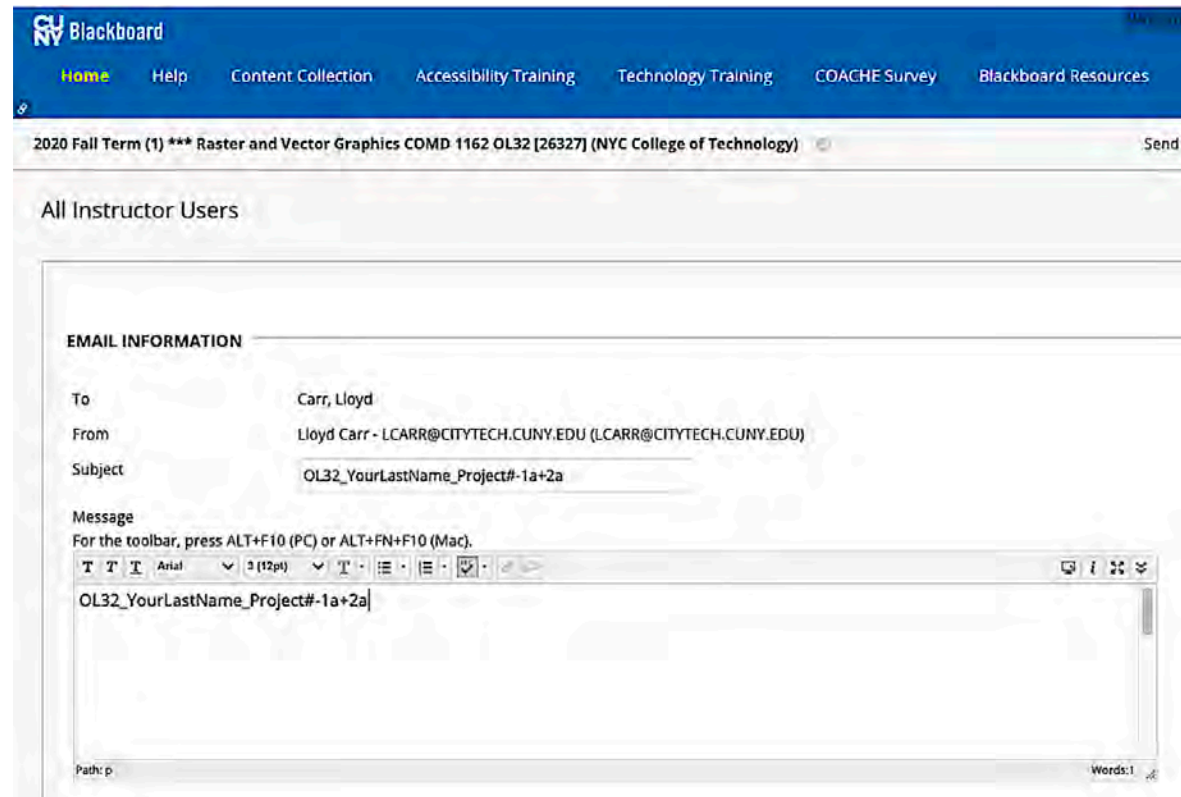 CU
NY Blackboard
Home Help Content Collection Accessibility Training Technology Training COACHE Survey Blackboard Resources
2020 Fall Term (1) *** Raster and Vector Graphics COMD 1162 OL32 [26327] (NYC College of Technology) Send
All Instructor Users
EMAIL INFORMATION
To Carr, Lloyd
From Lloyd Carr - LCARR@CITYTECH.CUNY.EDU (LCARR@CITYTECH.CUNY.EDU)
Subject OL32_YourLastName_Project#-1a+2a
Message
For the toolbar, press ALT+F10 (PC) or ALT+FN+F10 (Mac).
T T T Arial 3 (12pt) T i
OL32_YourLastName_Project#-1a+2a
Path: p Words:1